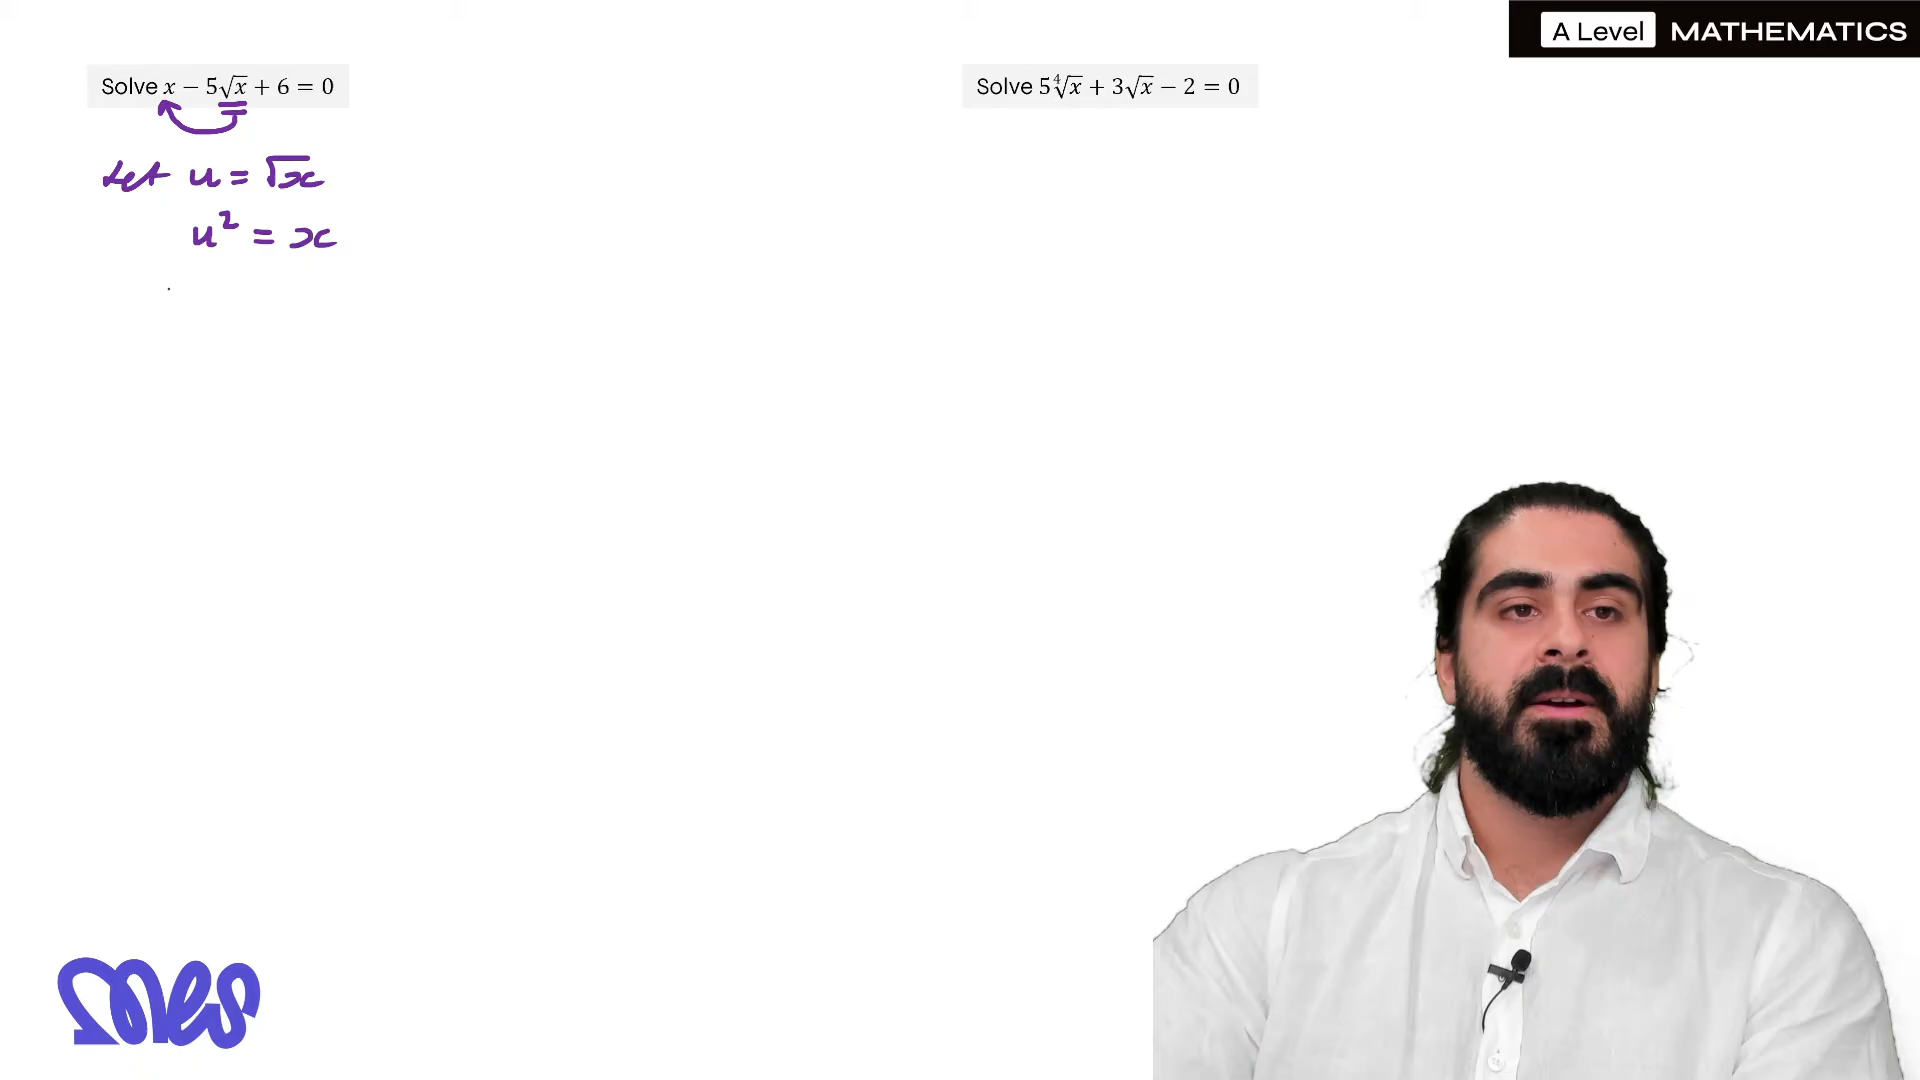 A Level MATHEMATICS
Solve x − 5√x + 6 = 0
Let u = √x
u² = x
Solve 5∜x + 3√x − 2 = 0